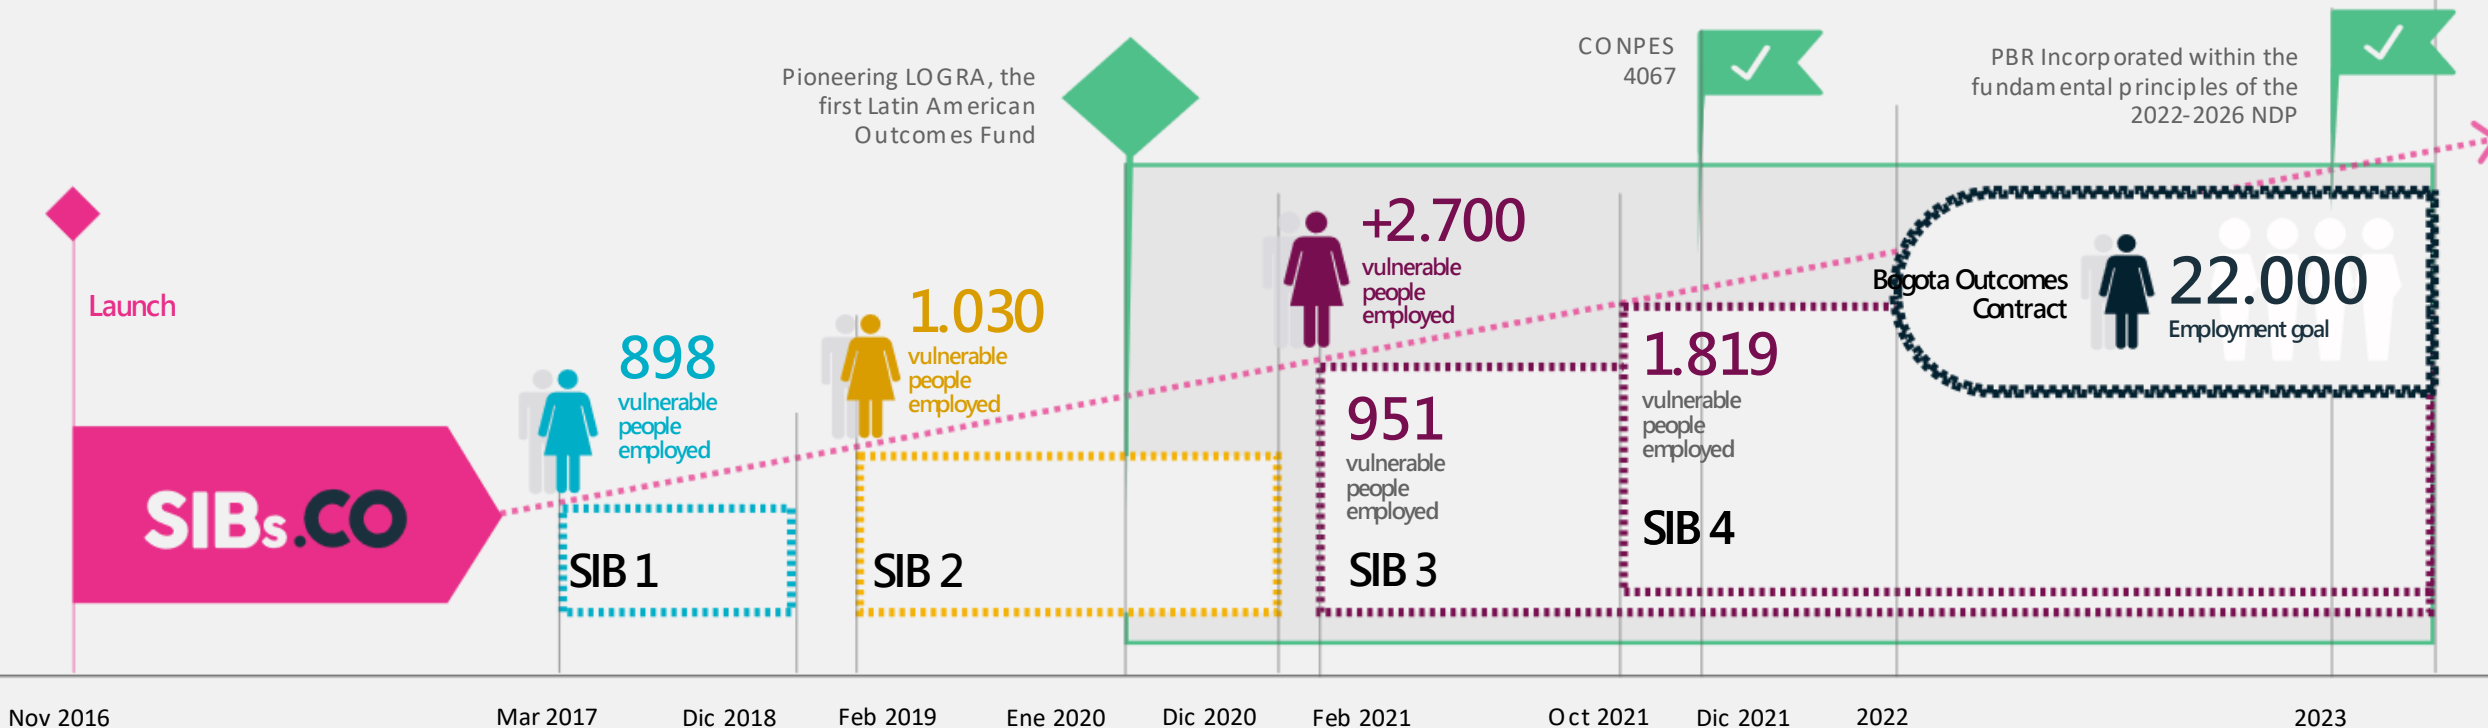 Launch
SIBs.CO
898
vulnerable
people
employed
SIB 1
1.030
vulnerable
people
employed
SIB 2
Pioneering LOGRA, the
first Latin American
Outcomes Fund
+2.700
vulnerable
people
employed
951
vulnerable
people
employed
SIB 3
1.819
vulnerable
people
employed
SIB 4
CONPES
4067
Bogota Outcomes
Contract
22.000
Employment goal
PBR Incorporated within the
fundamental principles of the
2022-2026 NDP
Nov 2016
Mar 2017
Dic 2018
Feb 2019
Ene 2020
Dic 2020
Feb 2021
Oct 2021
Dic 2021
2022
2023